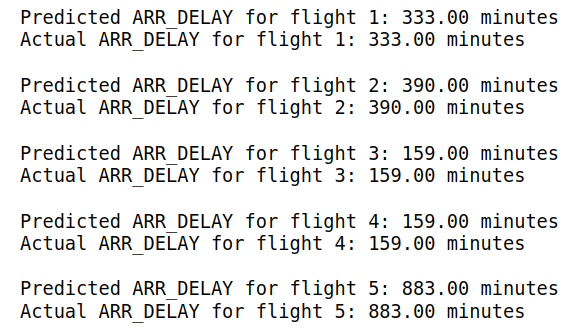 Predicted ARR_DELAY for flight 1: 333.00 minutes
Actual ARR_DELAY for flight 1: 333.00 minutes
Predicted ARR_DELAY for flight 2: 390.00 minutes
Actual ARR_DELAY for flight 2: 390.00 minutes
Predicted ARR_DELAY for flight 3: 159.00 minutes
Actual ARR_DELAY for flight 3: 159.00 minutes
Predicted ARR_DELAY for flight 4: 159.00 minutes
Actual ARR_DELAY for flight 4: 159.00 minutes
Predicted ARR_DELAY for flight 5: 883.00 minutes
Actual ARR_DELAY for flight 5: 883.00 minutes